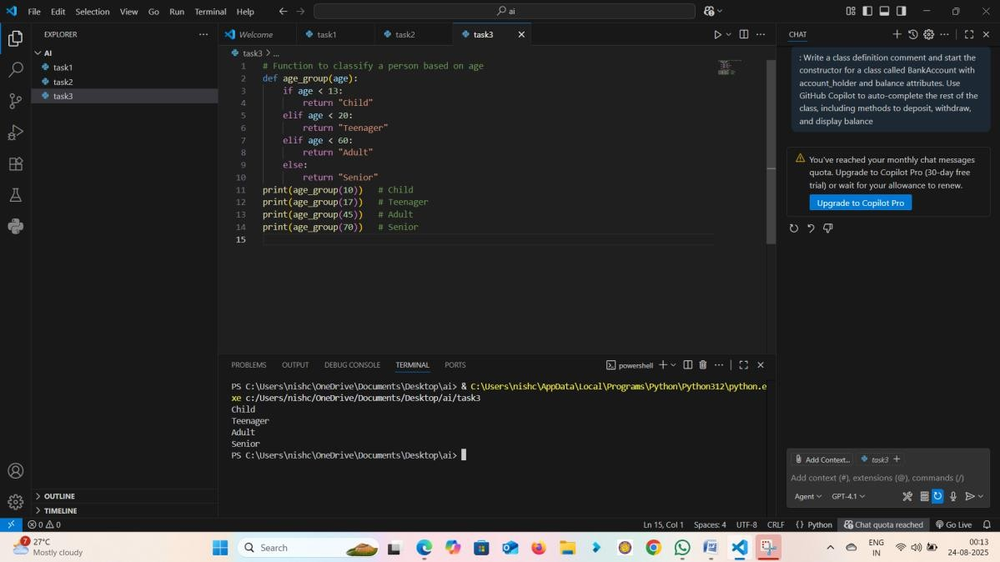 File Edit Selection View Go Run Terminal Help
ai
EXPLORER
AI
task1
task2
task3
OUTLINE
TIMELINE
Welcome
task1
task2
task3
task3 > ...
1 # Function to classify a person based on age
2 def age_group(age):
3 if age < 13:
4 return "Child"
5 elif age < 20:
6 return "Teenager"
7 elif age < 60:
8 return "Adult"
9 else:
10 return "Senior"
11 print(age_group(10)) # Child
12 print(age_group(17)) # Teenager
13 print(age_group(45)) # Adult
14 print(age_group(70)) # Senior
15
PROBLEMS OUTPUT DEBUG CONSOLE TERMINAL PORTS
powershell
PS C:\Users\nishc\OneDrive\Documents\Desktop\ai> & C:\Users\nishc\AppData\Local\Programs\Python\Python312\python.e
xe c:/Users/nishc/OneDrive/Documents/Desktop/ai/task3
Child
Teenager
Adult
Senior
PS C:\Users\nishc\OneDrive\Documents\Desktop\ai>
CHAT
: Write a class definition comment and start the
constructor for a class called BankAccount with
account_holder and balance attributes. Use
GitHub Copilot to auto-complete the rest of the
class, including methods to deposit, withdraw,
and display balance
You've reached your monthly chat messages
quota. Upgrade to Copilot Pro (30-day free
trial) or wait for your allowance to renew.
Upgrade to Copilot Pro
Add Context... task3
Add context (#), extensions (@), commands (/)
Agent GPT-4.1
0 0 Ln 15, Col 1 Spaces: 4 UTF-8 CRLF {} Python Chat quota reached Go Live
7
27°C
Mostly cloudy
Search
ENG
IN
00:13
24-08-2025